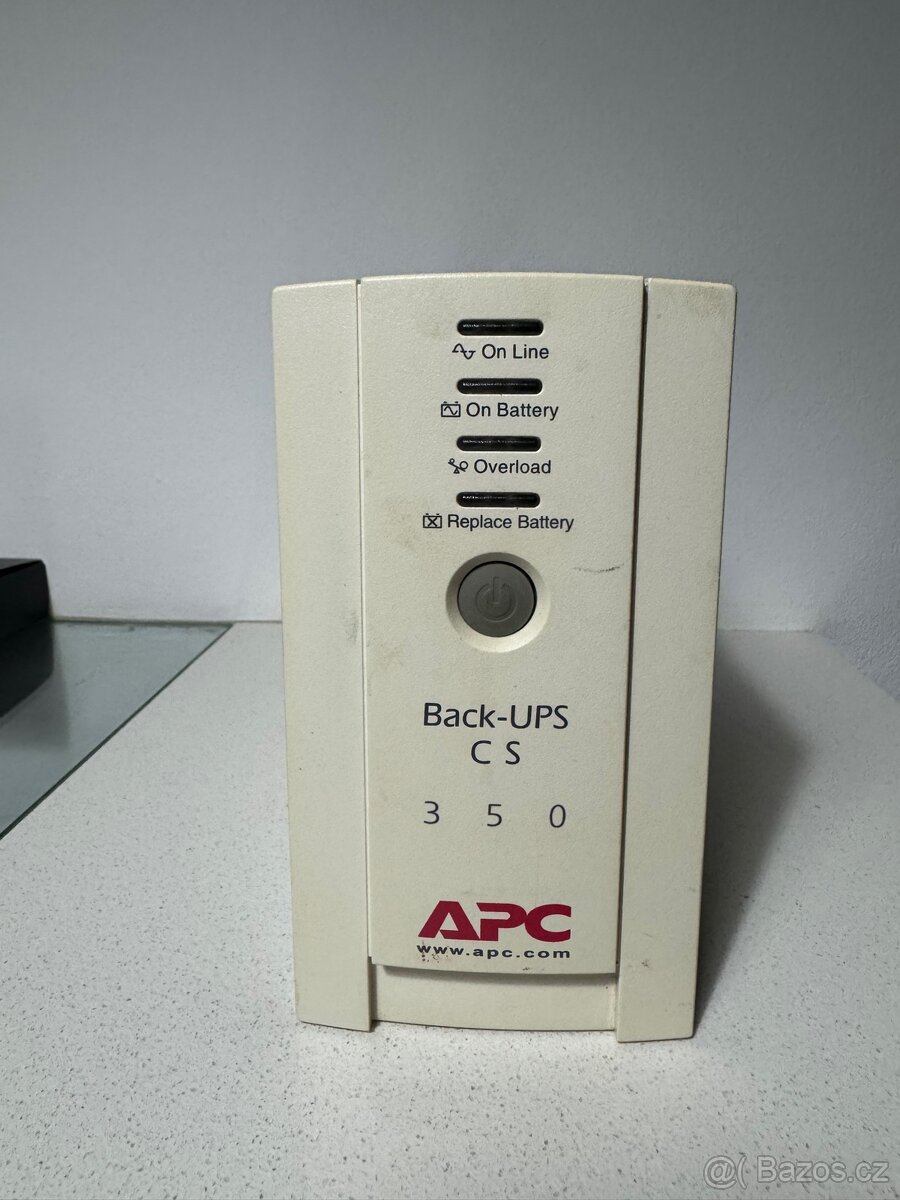 On Line
On Battery
Overload
Replace Battery
Back-UPS
CS
350
APC
www.apc.com
@( Bazos.cz